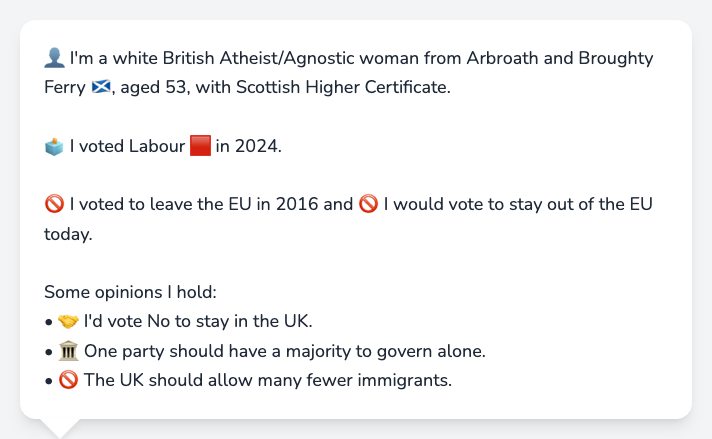 👤 I'm a white British Atheist/Agnostic woman from Arbroath and Broughty
Ferry 🏴󠁧󠁢󠁳󠁣󠁴󠁿, aged 53, with Scottish Higher Certificate.
🗳️ I voted Labour 🟥 in 2024.
🚫 I voted to leave the EU in 2016 and 🚫 I would vote to stay out of the EU
today.
Some opinions I hold:
• 🤝 I'd vote No to stay in the UK.
• 🏛️ One party should have a majority to govern alone.
• 🚫 The UK should allow many fewer immigrants.